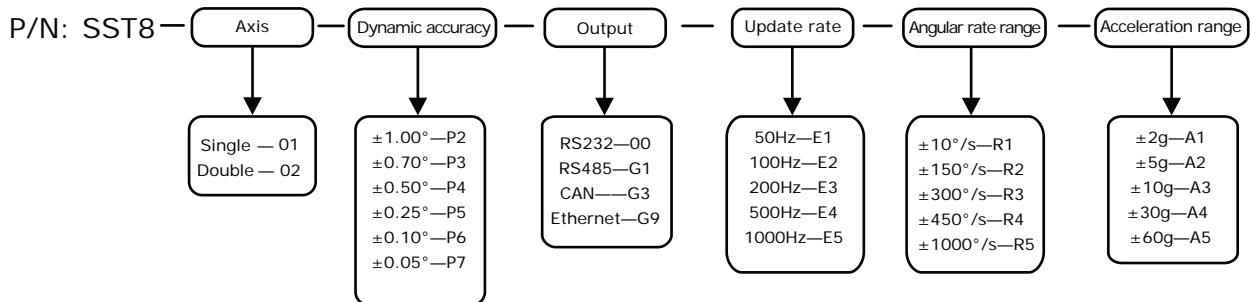 P/N: SST8
Axis
Dynamic accuracy
Output
Update rate
Angular rate range
Acceleration range
Single — 01
Double — 02
±1.00°—P2
±0.70°—P3
±0.50°—P4
±0.25°—P5
±0.10°—P6
±0.05°—P7
RS232—00
RS485—G1
CAN——G3
Ethernet—G9
50Hz—E1
100Hz—E2
200Hz—E3
500Hz—E4
1000Hz—E5
±10°/s—R1
±150°/s—R2
±300°/s—R3
±450°/s—R4
±1000°/s—R5
±2g—A1
±5g—A2
±10g—A3
±30g—A4
±60g—A5